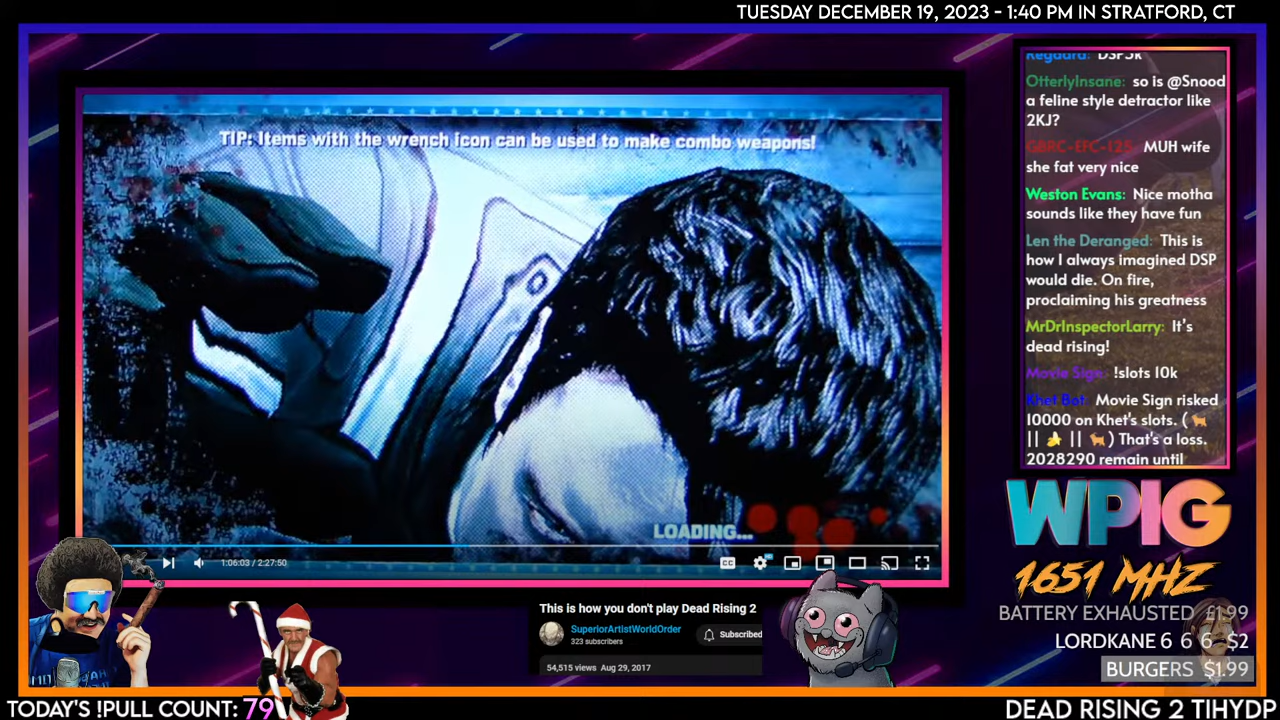 TUESDAY DECEMBER 19, 2023 - 1:40 PM IN STRATFORD, CT
TIP: Items with the wrench icon can be used to make combo weapons!
LOADING...
1:06:03 / 2:27:50
CC
HD
Regaard: DSP3k
OtterlyInsane: so is @Snood
a feline style detractor like
2KJ?
GBRC-EFC-125: MUH wife
she fat very nice
Weston Evans: Nice motha
sounds like they have fun
Len the Deranged: This is
how I always imagined DSP
would die. On fire,
proclaiming his greatness
MrDrInspectorLarry: It's
dead rising!
Movie Sign: !slots 10k
Khet Bot: Movie Sign risked
10000 on Khet's slots. (
|| || ) That's a loss.
2028290 remain until
WPIG
1651 MHZ
BATTERY EXHAUSTED £1.99
LORDKANE 6 6 6 $2
BURGERS $1.99
This is how you don't play Dead Rising 2
SuperiorArtistWorldOrder
323 subscribers
Subscribed
54,515 views Aug 29, 2017
TODAY'S !PULL COUNT: 79
DEAD RISING 2 TIHYDP